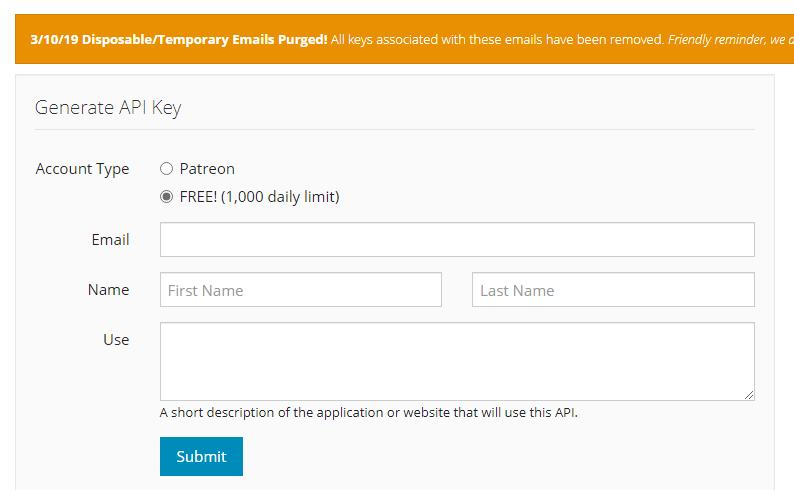 3/10/19 Disposable/Temporary Emails Purged! All keys associated with these emails have been removed. Friendly reminder, we
Generate API Key
Account Type
Patreon
FREE! (1,000 daily limit)
Email
Name
First Name
Last Name
Use
A short description of the application or website that will use this API.
Submit